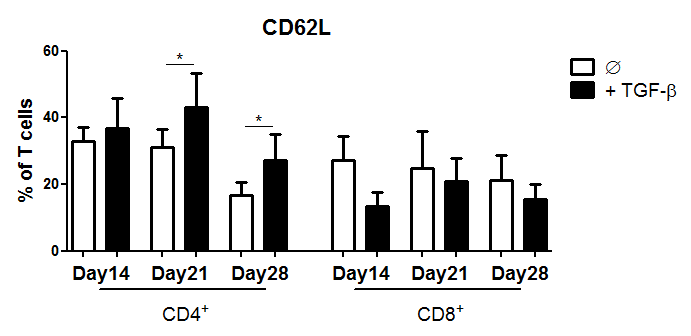 CD62L
% of T cells
60
40
20
0
*
*
∅
+ TGF-β
Day14 Day21 Day28 Day14 Day21 Day28
CD4⁺ CD8⁺